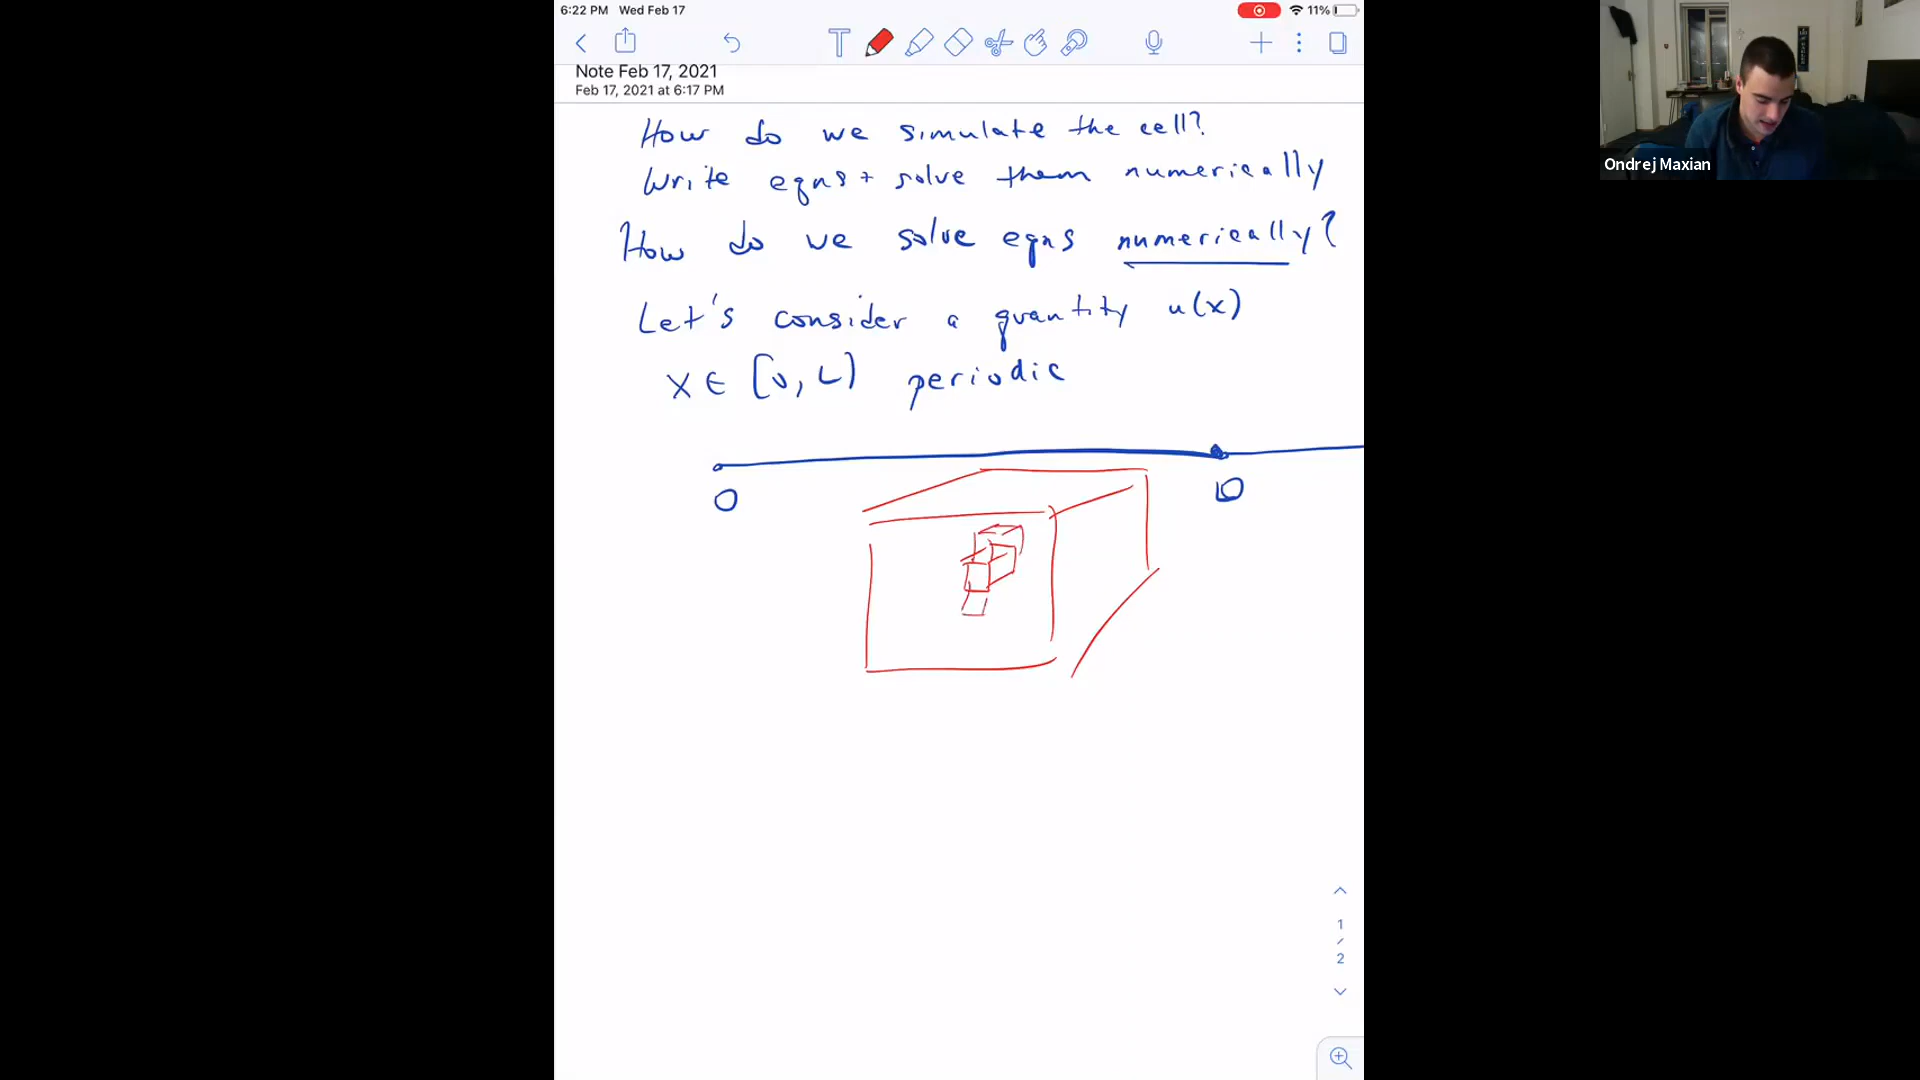 6:22 PM Wed Feb 17
11%
Note Feb 17, 2021
Feb 17, 2021 at 6:17 PM
How do we simulate the cell?
Write eqns + solve them numerically
How do we solve eqns numerically?
Let's consider a quantity u(x)
x ∈ [0, L) periodic
0
1
/
2
Ondrej Maxian